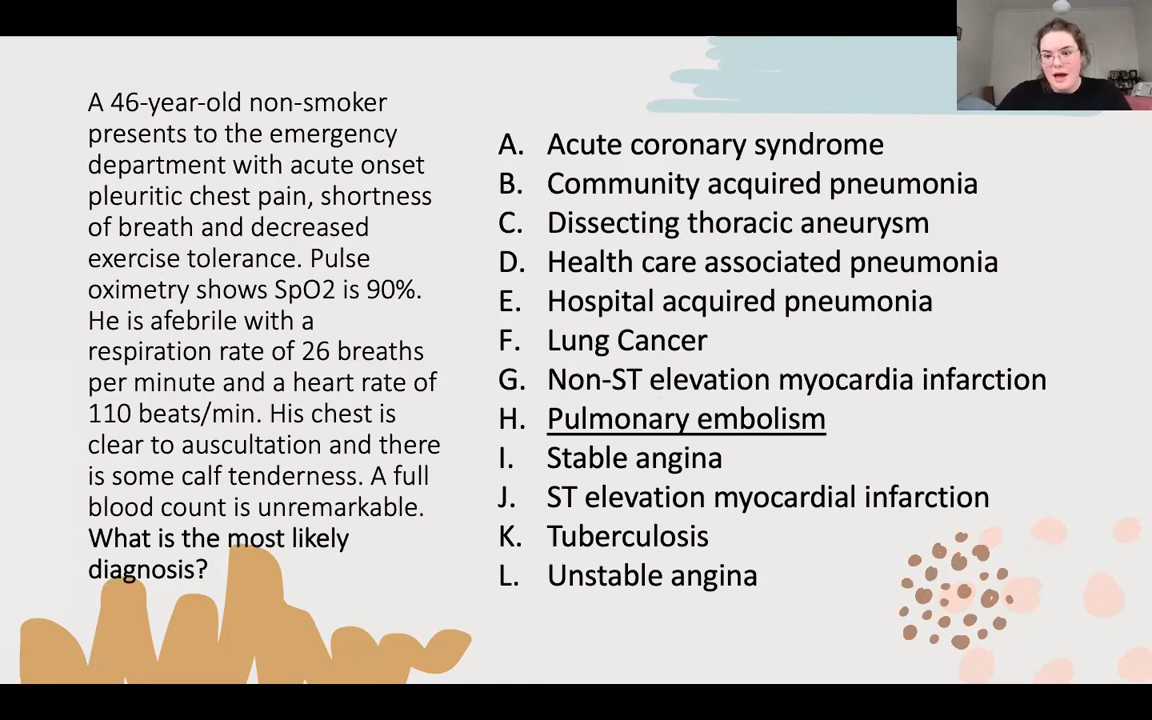 A 46-year-old non-smoker
presents to the emergency
department with acute onset
pleuritic chest pain, shortness
of breath and decreased
exercise tolerance. Pulse
oximetry shows SpO2 is 90%.
He is afebrile with a
respiration rate of 26 breaths
per minute and a heart rate of
110 beats/min. His chest is
clear to auscultation and there
is some calf tenderness. A full
blood count is unremarkable.
What is the most likely
diagnosis?
A. Acute coronary syndrome
B. Community acquired pneumonia
C. Dissecting thoracic aneurysm
D. Health care associated pneumonia
E. Hospital acquired pneumonia
F. Lung Cancer
G. Non-ST elevation myocardia infarction
H. Pulmonary embolism
I. Stable angina
J. ST elevation myocardial infarction
K. Tuberculosis
L. Unstable angina